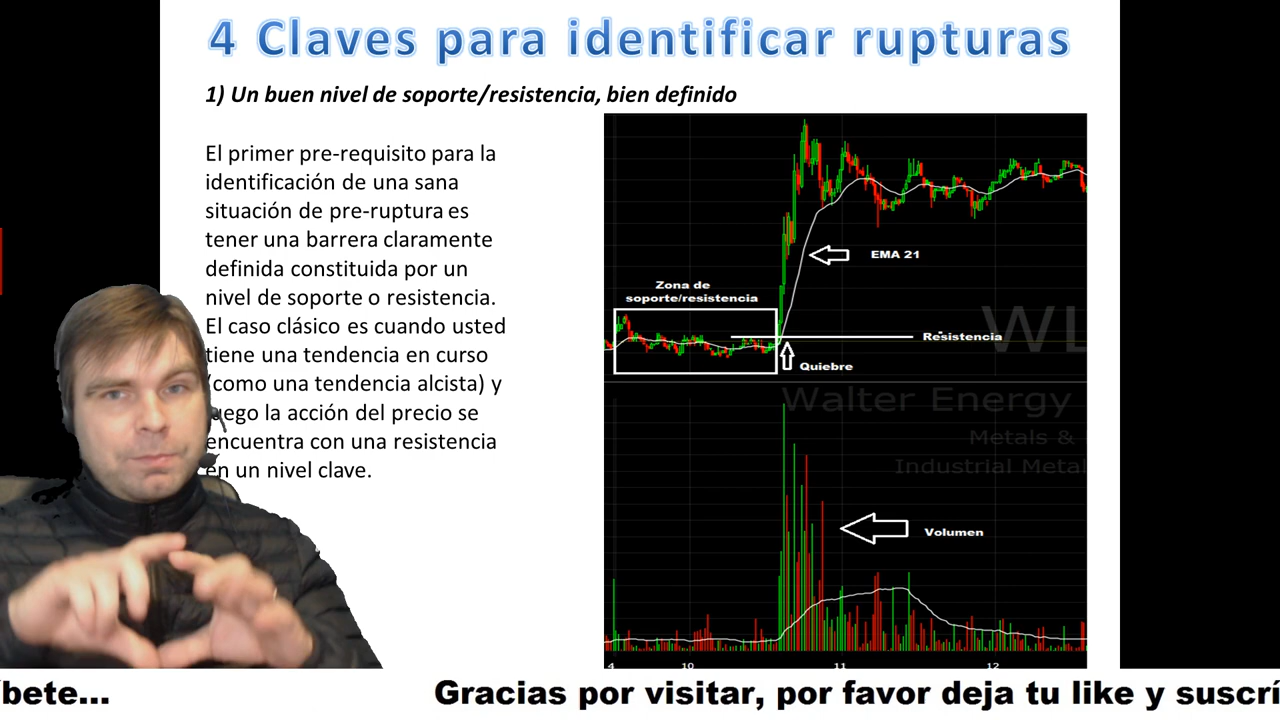 4 Claves para identificar rupturas
1) Un buen nivel de soporte/resistencia, bien definido
El primer pre-requisito para la
identificación de una sana
situación de pre-ruptura es
tener una barrera claramente
definida constituida por un
nivel de soporte o resistencia.
El caso clásico es cuando usted
tiene una tendencia en curso
(como una tendencia alcista) y
luego la acción del precio se
encuentra con una resistencia
en un nivel clave.
EMA 21
Zona de
soporte/resistencia
WL
Resistencia
Quiebre
Walter Energy
Metals &
Industrial Metal
Volumen
4 10 11 12
íbete... Gracias por visitar, por favor deja tu like y suscrí